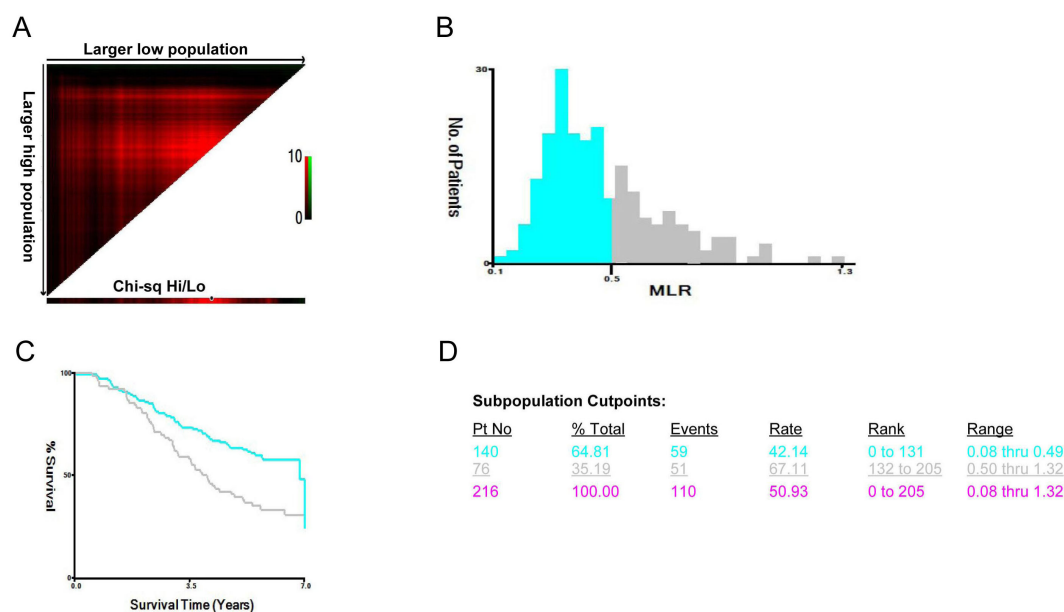 A
Larger low population
Larger high population
10
0
Chi-sq Hi/Lo
B
30
No. of Patients
0
0.1
0.5
1.3
MLR
C
100
% Survival
50
0
0.0
3.5
7.0
Survival Time (Years)
D
Subpopulation Cutpoints:
Pt No % Total Events Rate Rank Range
140 64.81 59 42.14 0 to 131 0.08 thru 0.49
76 35.19 51 67.11 132 to 205 0.50 thru 1.32
216 100.00 110 50.93 0 to 205 0.08 thru 1.32